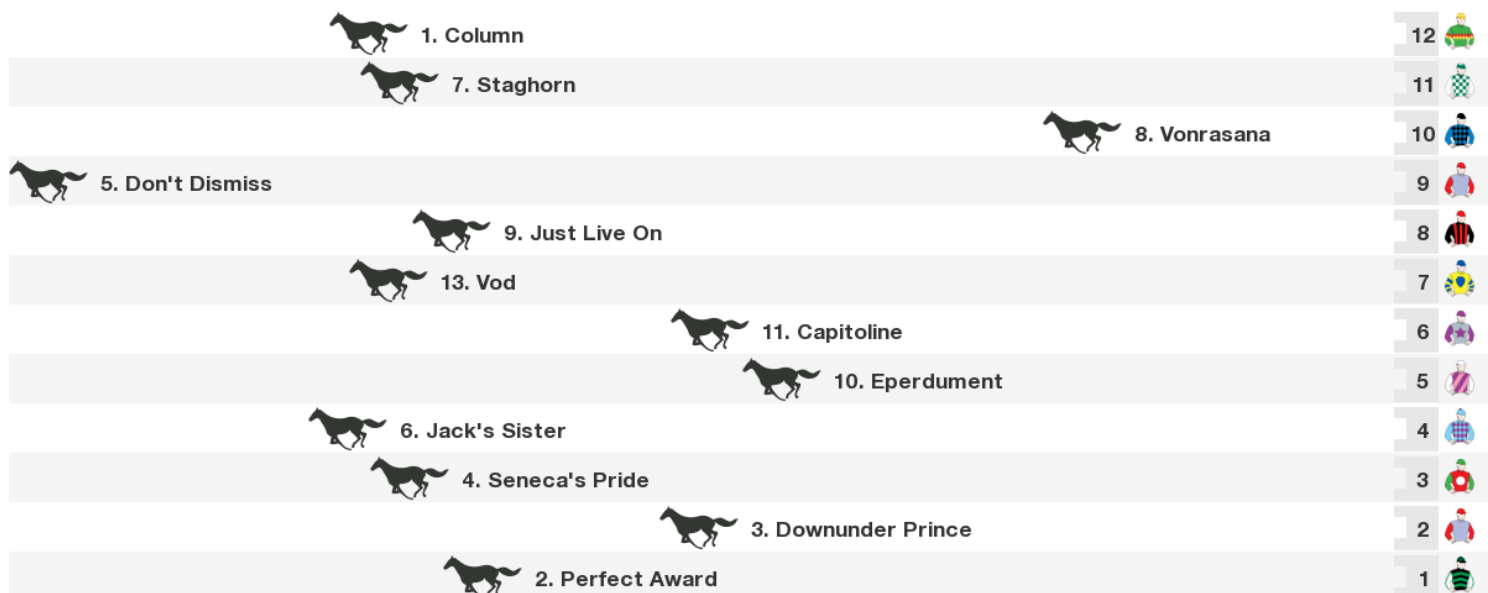 1. Column 12
7. Staghorn 11
8. Vonrasana 10
5. Don't Dismiss 9
9. Just Live On 8
13. Vod 7
11. Capitoline 6
10. Eperdument 5
6. Jack's Sister 4
4. Seneca's Pride 3
3. Downunder Prince 2
2. Perfect Award 1